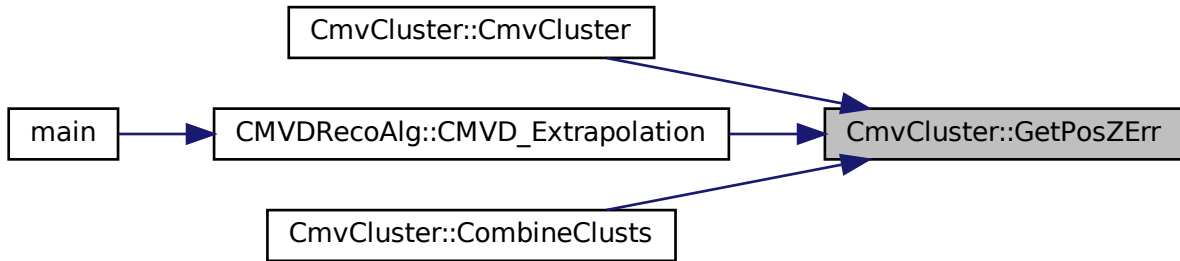 CmvCluster::CmvCluster
main
CMVDRecoAlg::CMVD_Extrapolation
CmvCluster::GetPosZErr
CmvCluster::CombineClusts